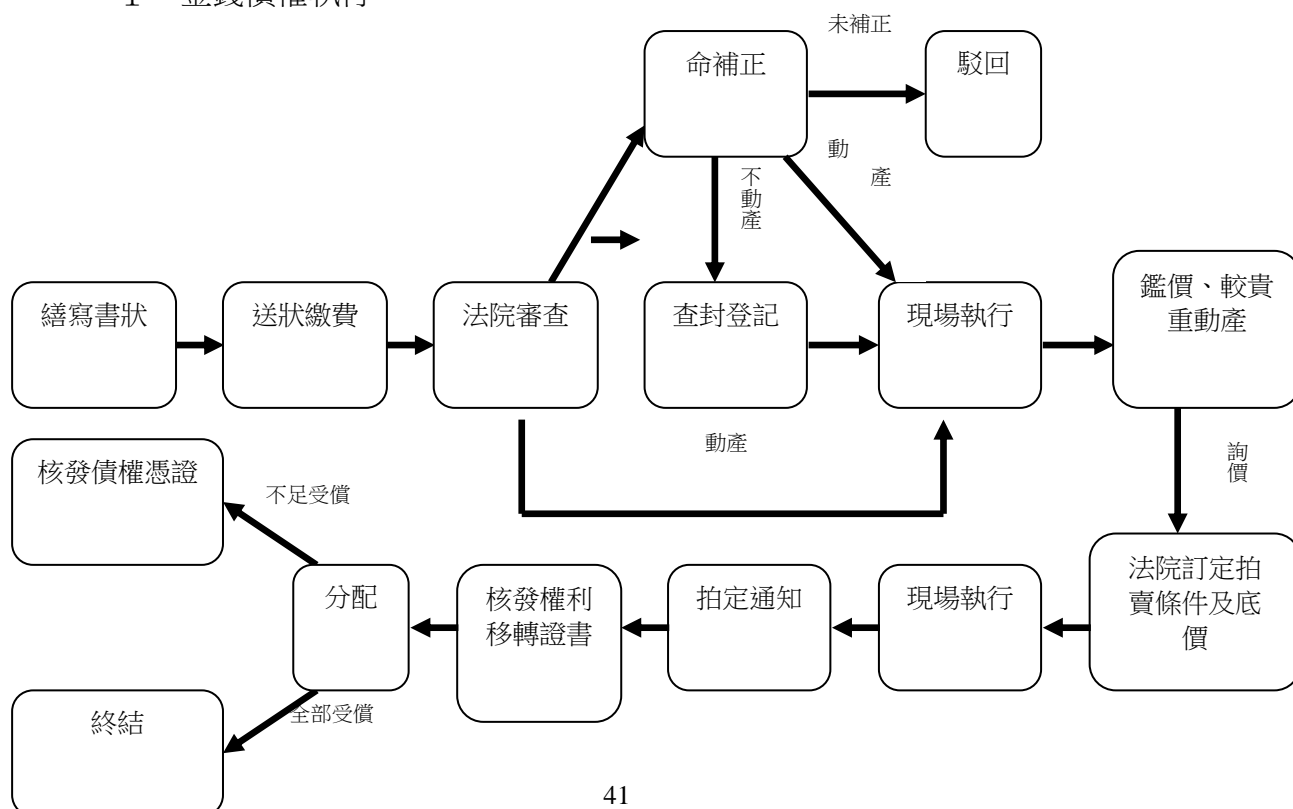 1 金錢債權執行
未補正
命補正
駁回
動
產
不動產
繕寫書狀
送狀繳費
法院審查
查封登記
現場執行
鑑價、較貴
重動產
動產
詢價
核發債權憑證
不足受償
分配
核發權利
移轉證書
拍定通知
現場執行
法院訂定拍
賣條件及底
價
全部受償
終結
41